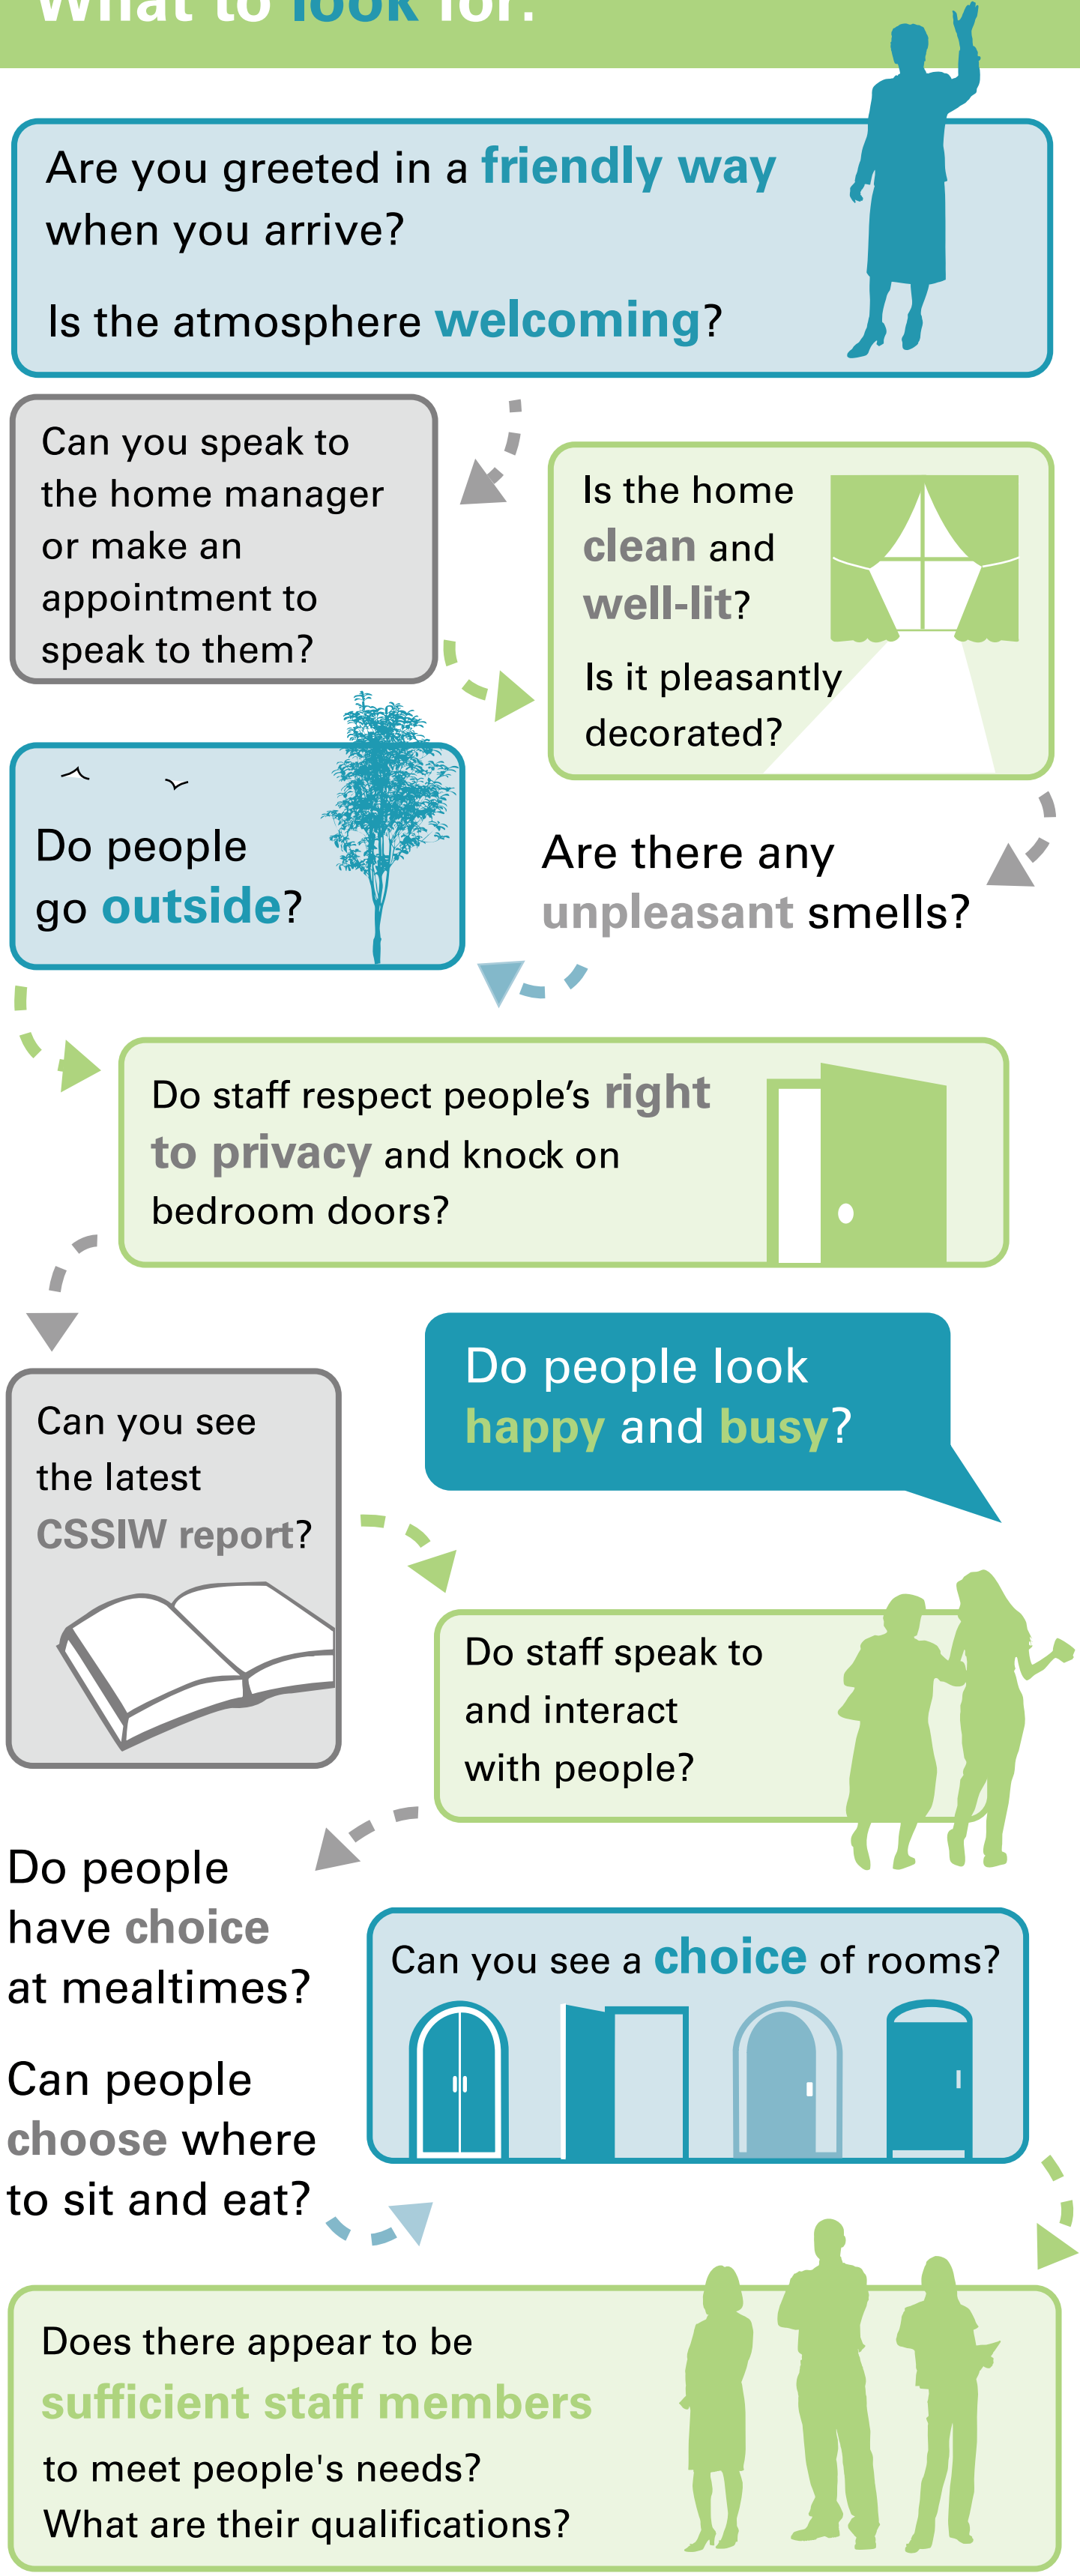 What to look for:
Are you greeted in a friendly way
when you arrive?
Is the atmosphere welcoming?
Can you speak to
the home manager
or make an
appointment to
speak to them?
Is the home
clean and
well-lit?
Is it pleasantly
decorated?
Are there any
unpleasant smells?
Do people
go outside?
Do staff respect people’s right
to privacy and knock on
bedroom doors?
Can you see
the latest
CSSIW report?
Do people look
happy and busy?
Do staff speak to
and interact
with people?
Do people
have choice
at mealtimes?
Can people
choose where
to sit and eat?
Can you see a choice of rooms?
Does there appear to be
sufficient staff members
to meet people's needs?
What are their qualifications?